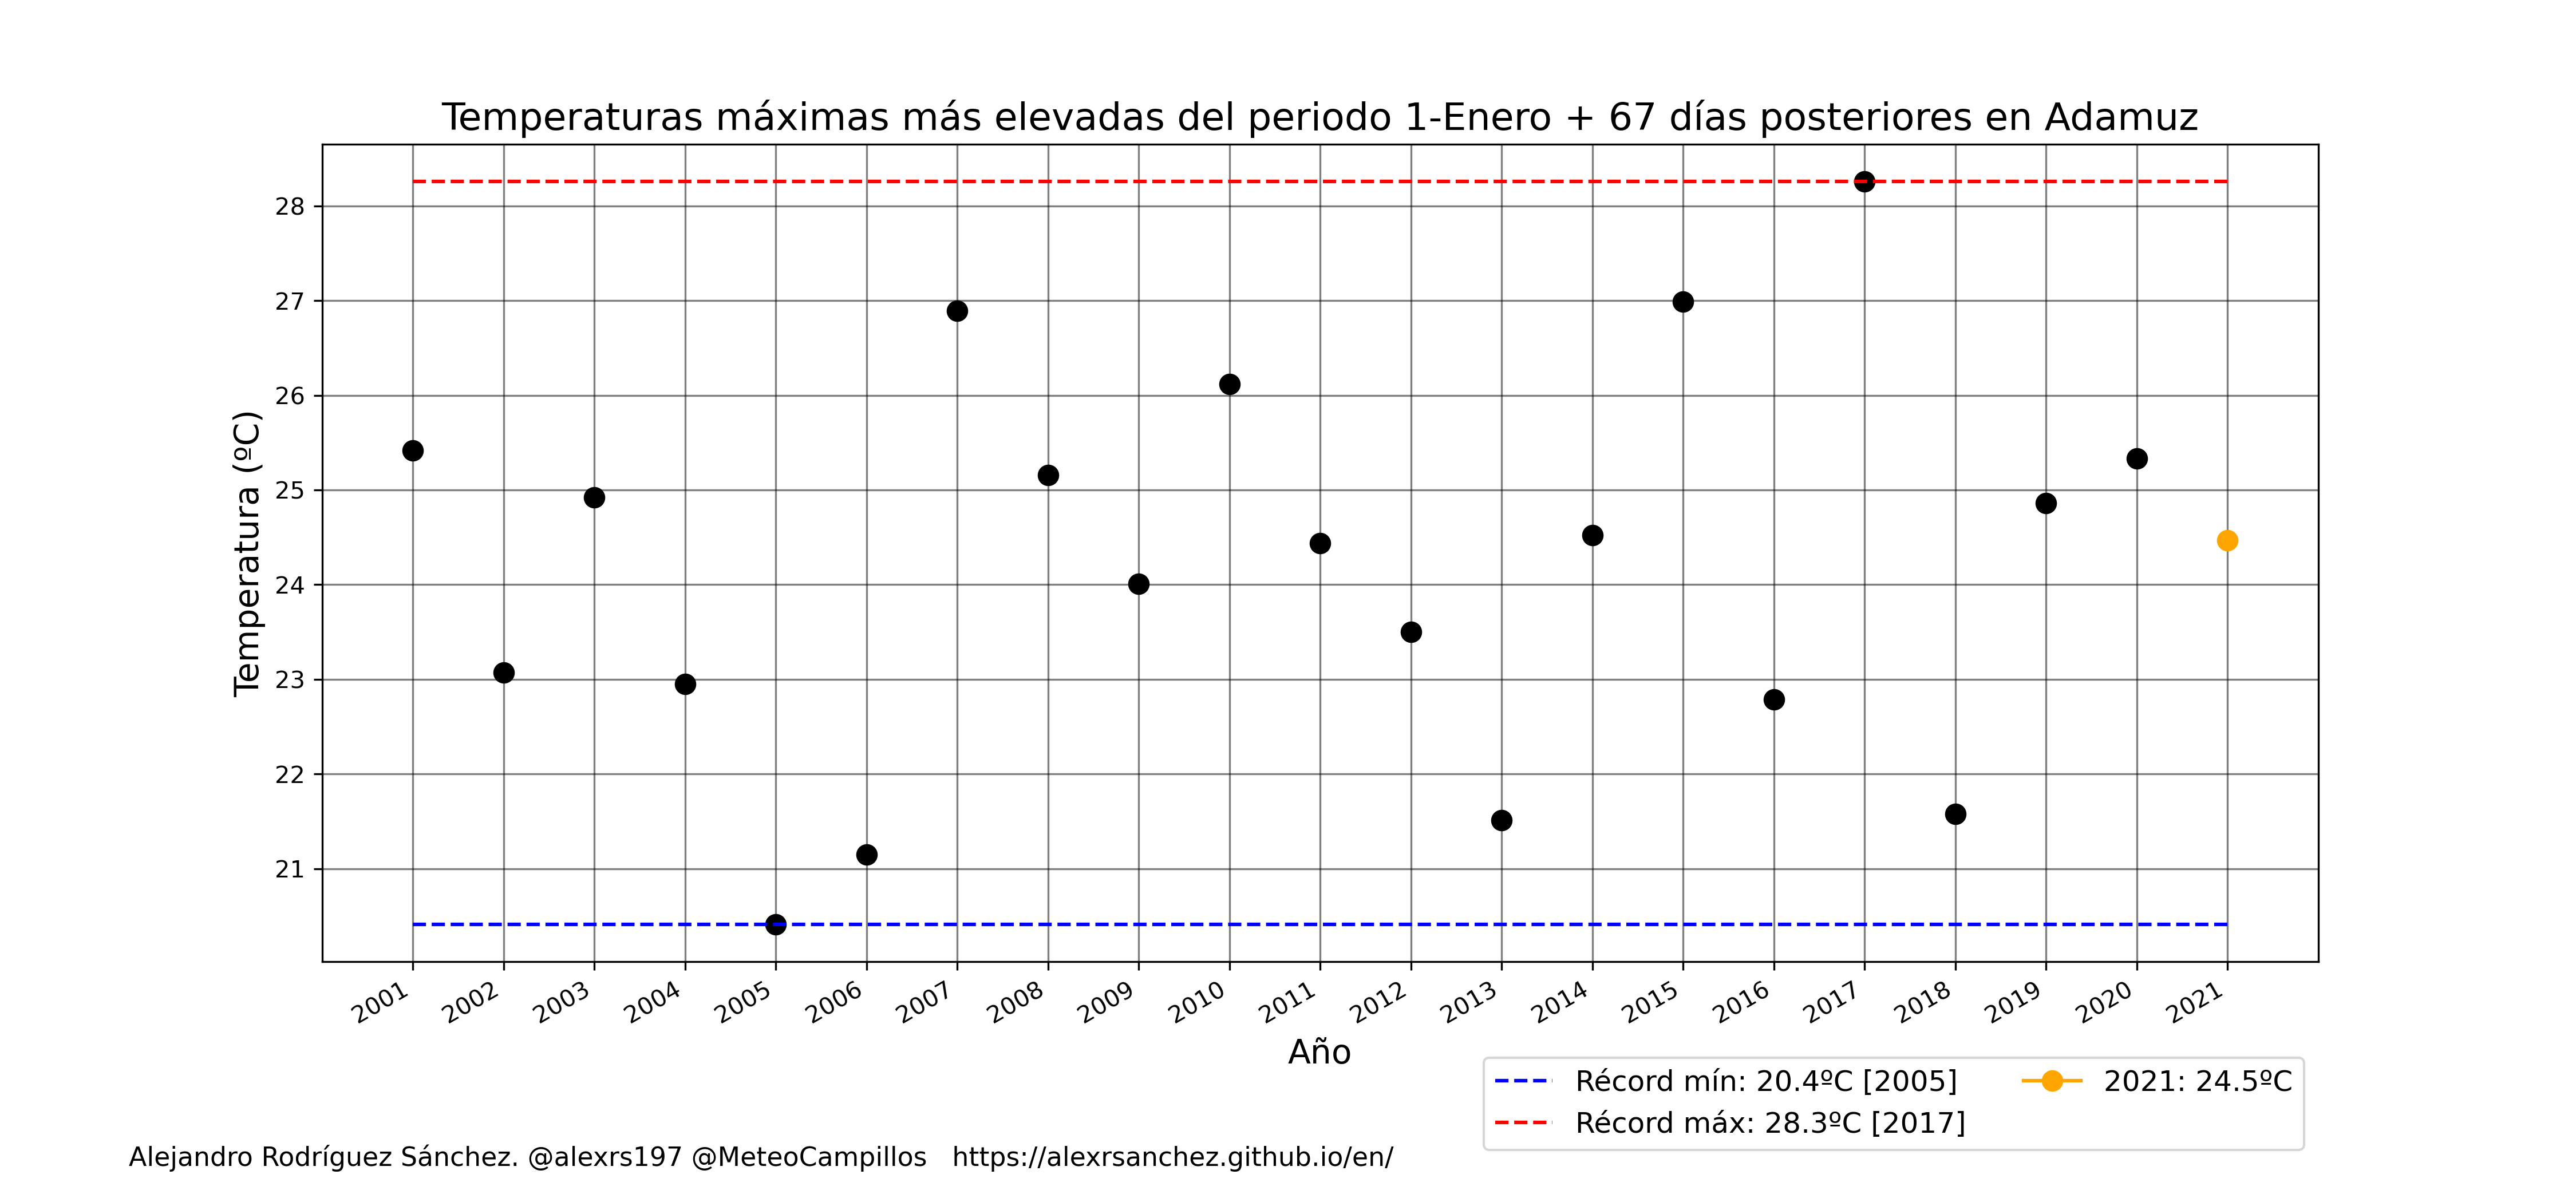 Temperaturas máximas más elevadas del periodo 1-Enero + 67 días posteriores en Adamuz
Temperatura (ºC)
28
27
26
25
24
23
22
21
2001 2002 2003 2004 2005 2006 2007 2008 2009 2010 2011 2012 2013 2014 2015 2016 2017 2018 2019 2020 2021
Año
Récord mín: 20.4ºC [2005] 2021: 24.5ºC
Récord máx: 28.3ºC [2017]
Alejandro Rodríguez Sánchez. @alexrs197 @MeteoCampillos https://alexrsanchez.github.io/en/